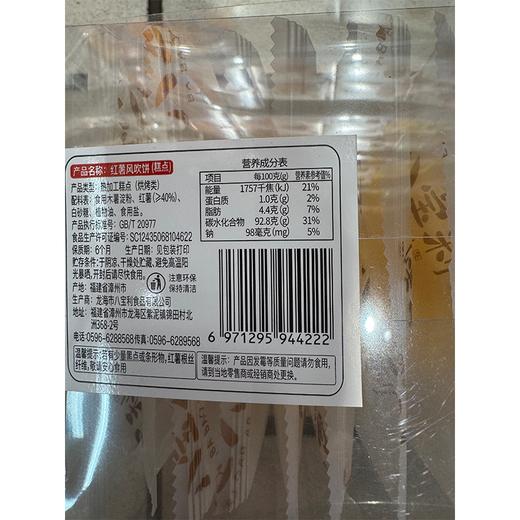 产品名称: 红薯风吹饼 (糕点)
产品类型: 热加工糕点 (烘烤类)
配料表: 食用木薯淀粉、红薯(≥40%)、
白砂糖、植物油、食用盐。
产品执行标准号: GB/T 20977
食品生产许可证编号: SC12435068104622
保质期: 6个月 生产日期: 见包装打印
贮存条件: 于阴凉、干燥处贮藏、避免高温阳
光暴晒。开封后请尽快食用。
产地: 福建省漳州市
生产商: 龙海市八宝利食品有限公司
地址: 福建省漳州市龙海区紫泥镇锦田村北
洲368-2号
电话: 0596-6288568 传真: 0596-6289568
注意环保
保持清洁
温馨提示: 若有少量黑点或条形物, 红薯根丝
纤维, 敬请安心食用
营养成分表
项目 每100克(g) 营养素参考值%
能量 1757千焦(kJ) 21%
蛋白质 1.0克(g) 2%
脂肪 4.4克(g) 7%
碳水化合物 92.8克(g) 31%
钠 98毫克(mg) 5%
6 971295 944222
温馨提示: 产品因发霉等质量问题请勿食用,
请到当地零售商或经销商处更换。